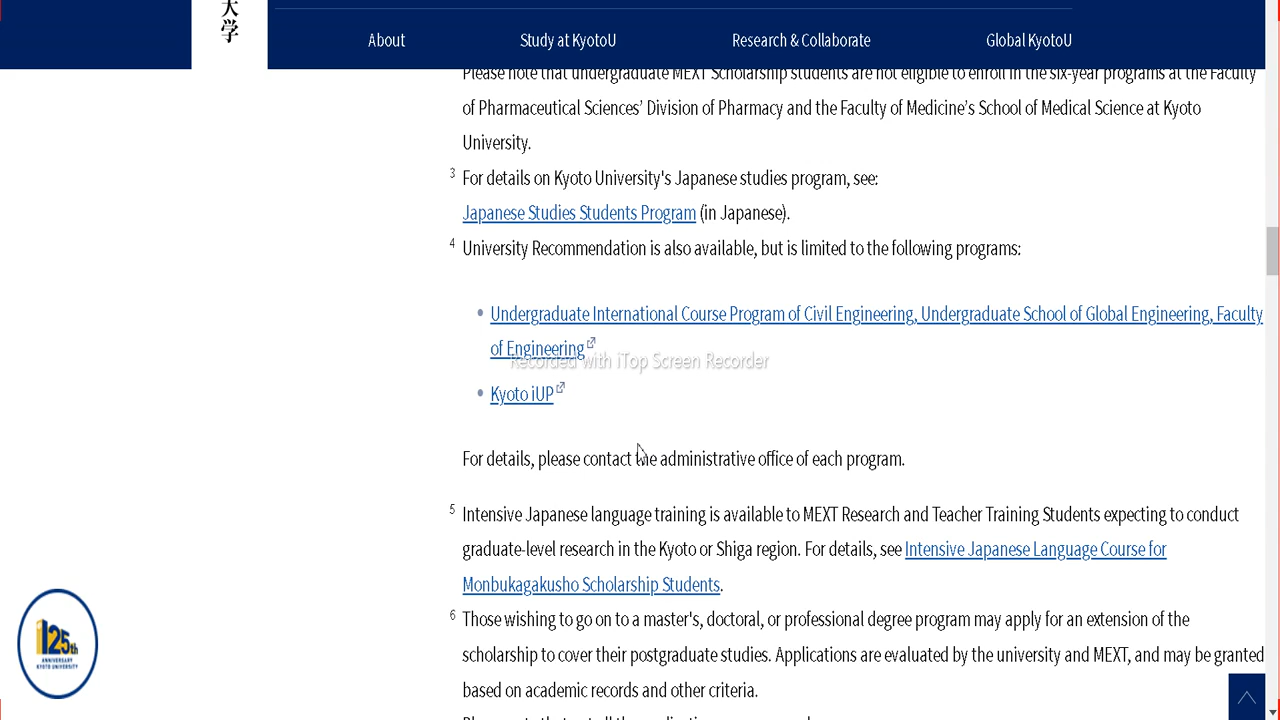 大学
About Study at KyotoU Research & Collaborate Global KyotoU
Please note that undergraduate MEXT Scholarship students are not eligible to enroll in the six-year programs at the Faculty
of Pharmaceutical Sciences’ Division of Pharmacy and the Faculty of Medicine’s School of Medical Science at Kyoto
University.
3 For details on Kyoto University's Japanese studies program, see:
Japanese Studies Students Program (in Japanese).
4 University Recommendation is also available, but is limited to the following programs:
Undergraduate International Course Program of Civil Engineering, Undergraduate School of Global Engineering, Faculty
of Engineering
Recorded with iTop Screen Recorder
Kyoto iUP
For details, please contact the administrative office of each program.
5 Intensive Japanese language training is available to MEXT Research and Teacher Training Students expecting to conduct
graduate-level research in the Kyoto or Shiga region. For details, see Intensive Japanese Language Course for
Monbukagakusho Scholarship Students.
6 Those wishing to go on to a master's, doctoral, or professional degree program may apply for an extension of the
scholarship to cover their postgraduate studies. Applications are evaluated by the university and MEXT, and may be granted
based on academic records and other criteria.
125th
ANNIVERSARY
KYOTO UNIVERSITY